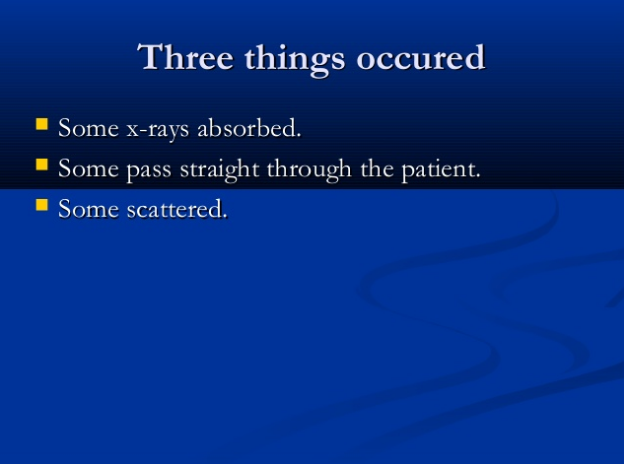 Three things occured
Some x-rays absorbed.
Some pass straight through the patient.
Some scattered.